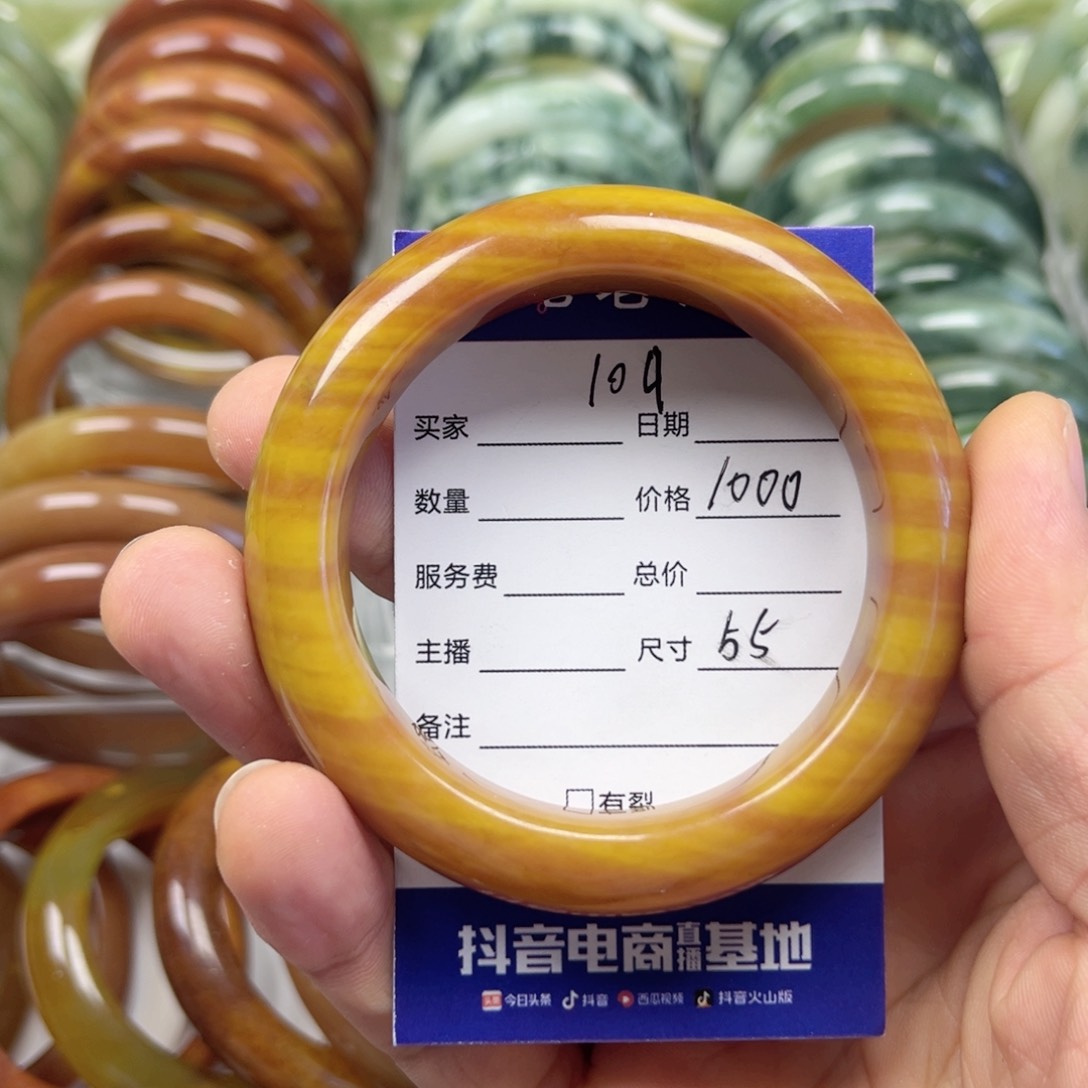 109
买家 日期
数量 价格 1000
服务费 总价
主播 尺寸 55
备注
□有裂
抖音电商直播基地
头条 今日头条 抖音 西瓜视频 抖音火山版